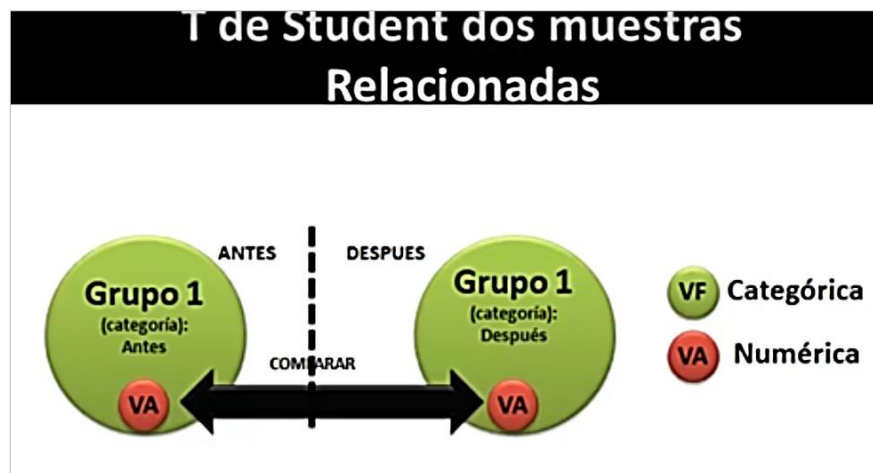 T de Student dos muestras
Relacionadas
ANTES
DESPUES
Grupo 1
(categoría):
Antes
VA
COMPARAR
Grupo 1
(categoría):
Después
VA
VF Categórica
VA Numérica